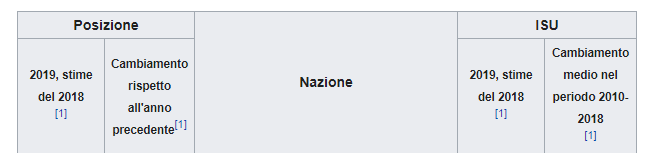 Posizione
ISU
2019, stime
del 2018
[1]
Cambiamento
rispetto
all'anno
precedente[1]
Nazione
2019, stime
del 2018
[1]
Cambiamento
medio nel
periodo 2010-
2018
[1]